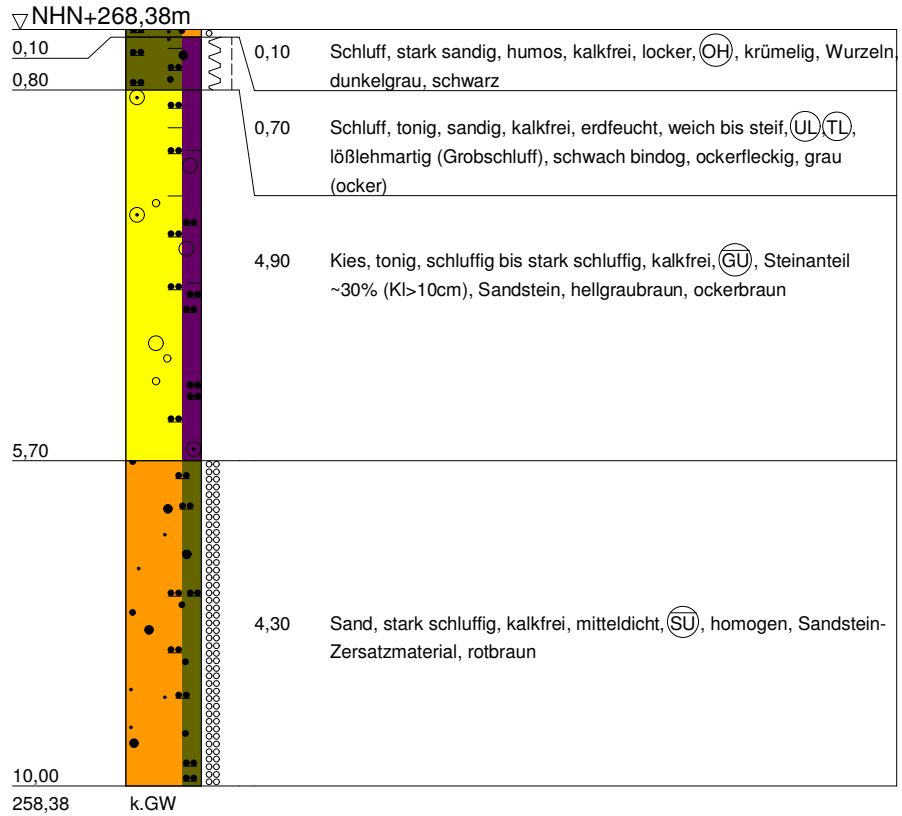 NHN+268,38m
0,10
0,10 Schluff, stark sandig, humos, kalkfrei, locker, OH, krümelig, Wurzeln,
dunkelgrau, schwarz
0,80
0,70 Schluff, tonig, sandig, kalkfrei, erdfeucht, weich bis steif, UL, TL,
lößlehmartig (Grobschluff), schwach bindog, ockerfleckig, grau
(ocker)
4,90 Kies, tonig, schluffig bis stark schluffig, kalkfrei, G̅U̅, Steinanteil
~30% (Kl>10cm), Sandstein, hellgraubraun, ockerbraun
5,70
4,30 Sand, stark schluffig, kalkfrei, mitteldicht, S̅U̅, homogen, Sandstein-
Zersatzmaterial, rotbraun
10,00
258,38 k.GW